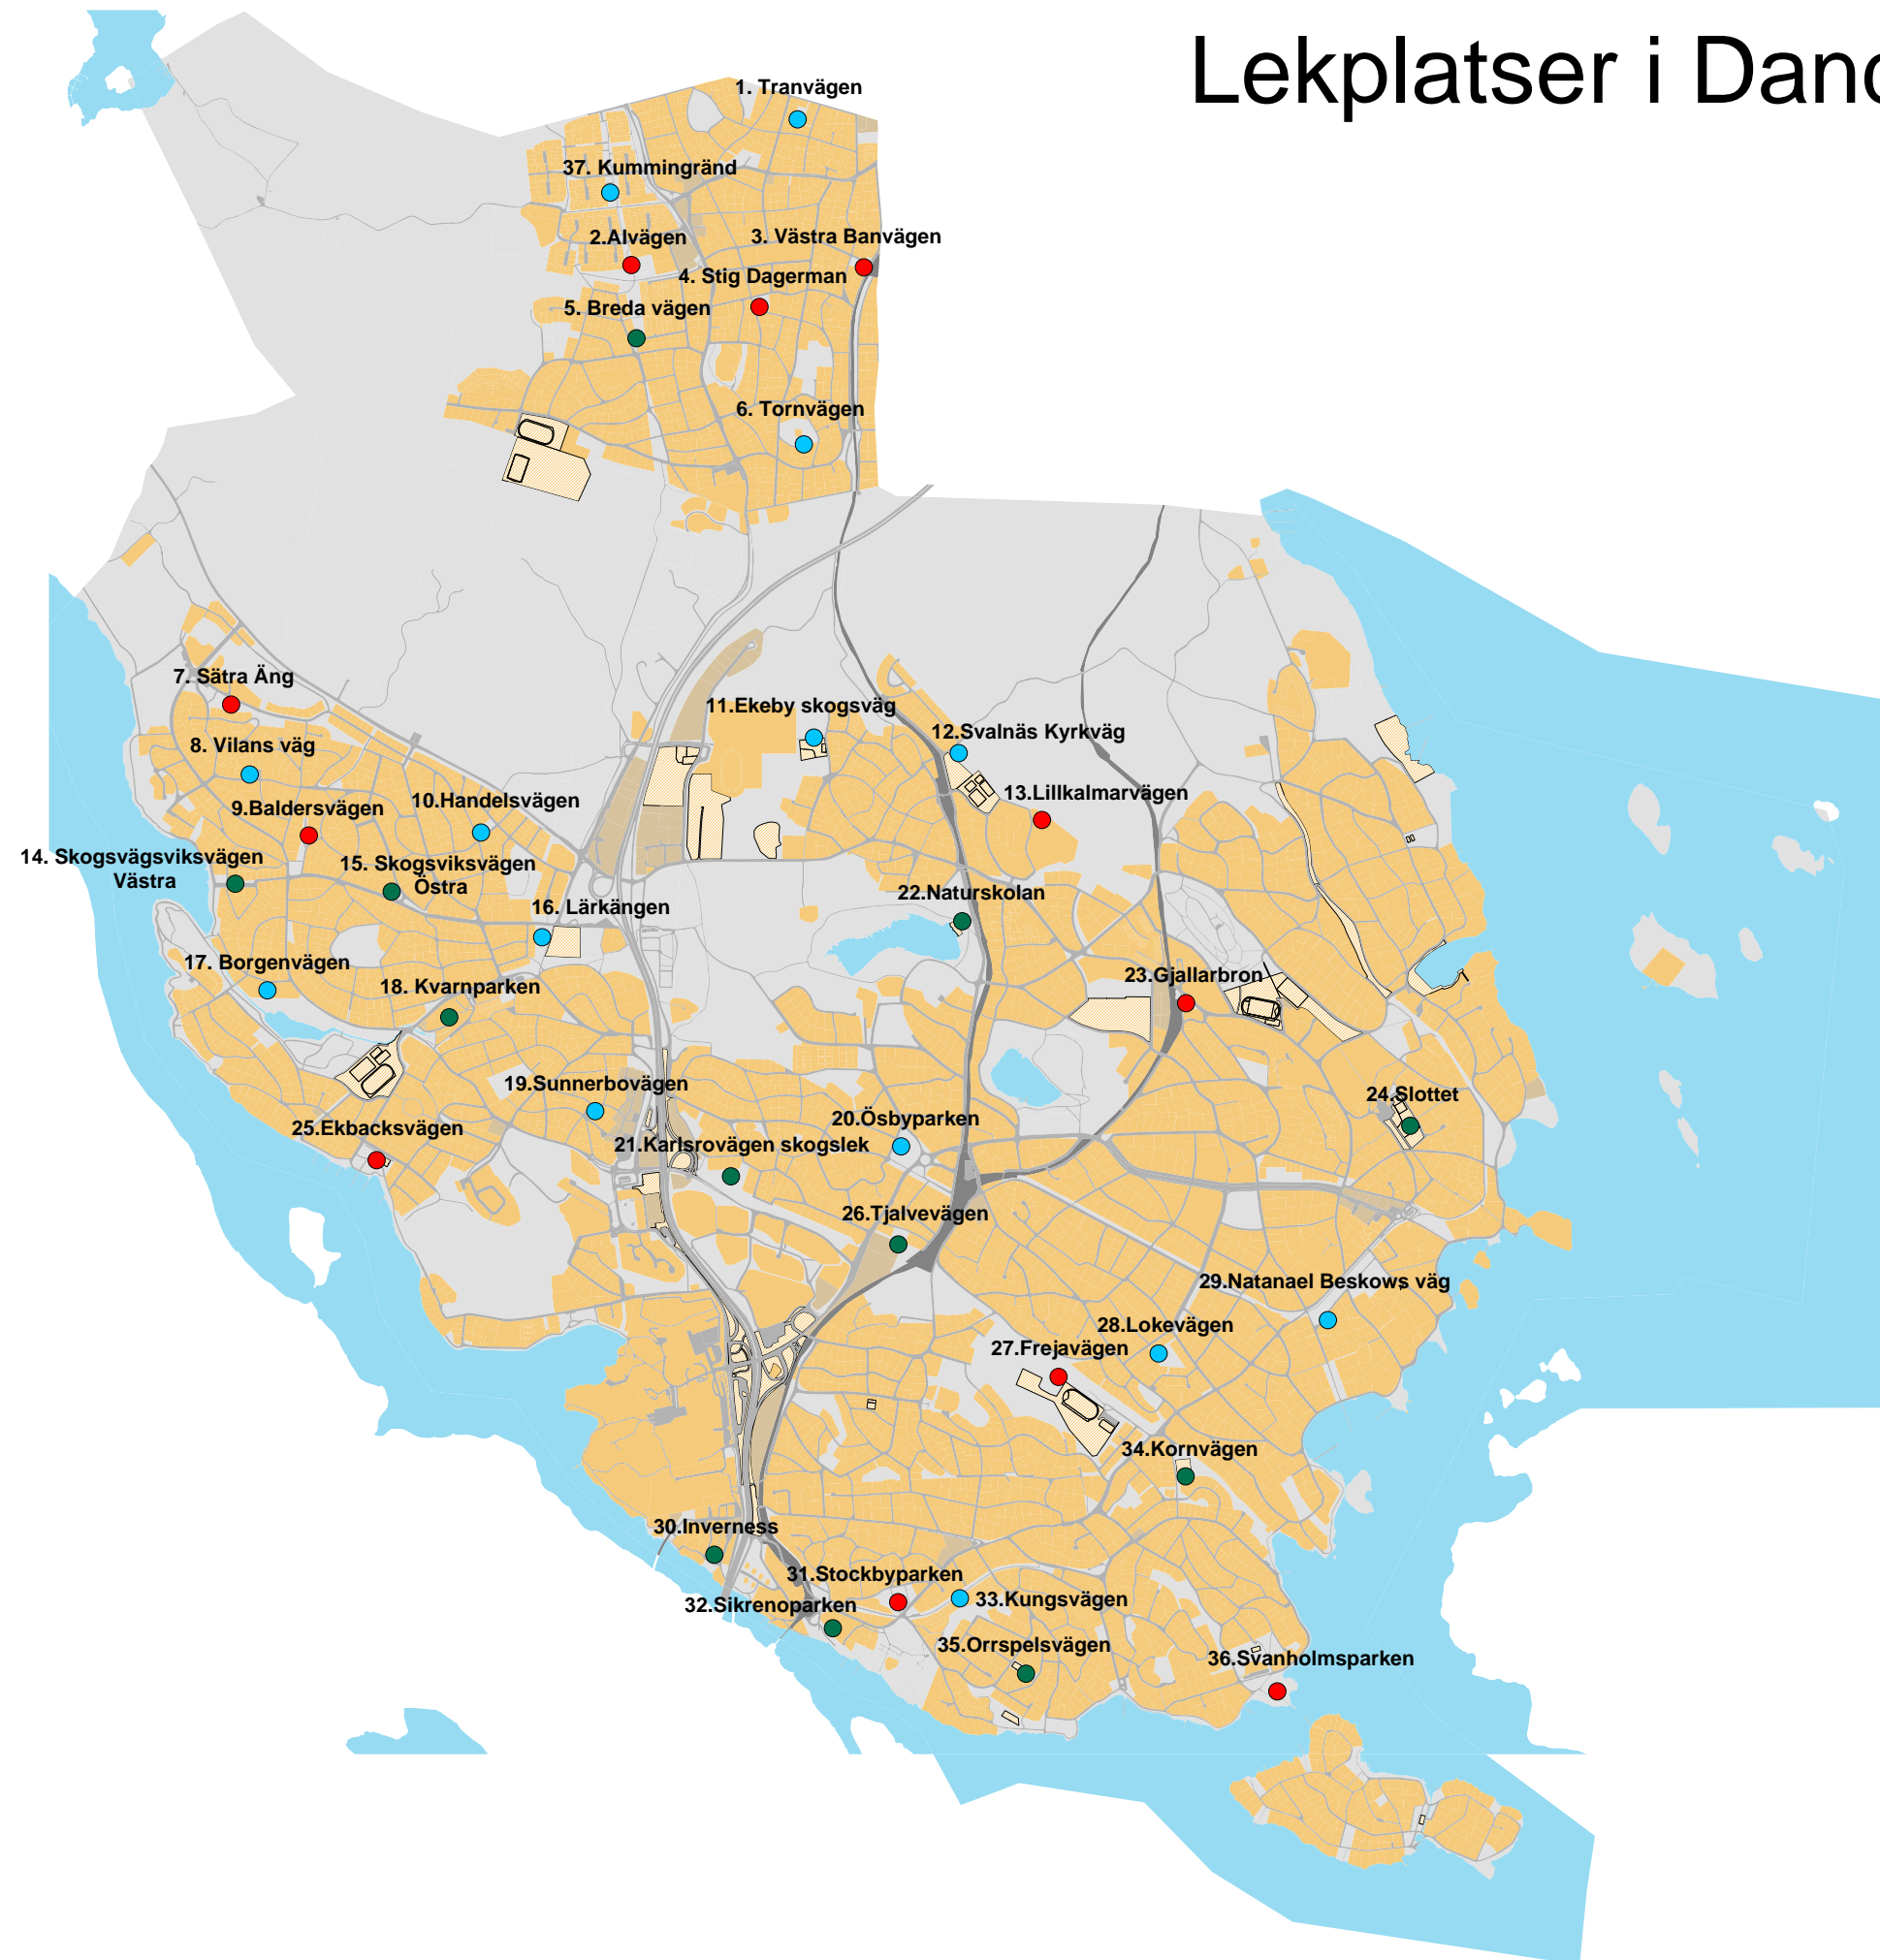 Lekplatser i Dand
1. Tranvägen
37. Kummingränd
2.Alvägen
3. Västra Banvägen
4. Stig Dagerman
5. Breda vägen
6. Tornvägen
7. Sätra Äng
11.Ekeby skogsväg
12.Svalnäs Kyrkväg
8. Vilans väg
13.Lillkalmarvägen
9.Baldersvägen
10.Handelsvägen
14. Skogsvägsviksvägen
Västra
15. Skogsviksvägen
Östra
22.Naturskolan
16. Lärkängen
17. Borgenvägen
23.Gjallarbron
18. Kvarnparken
19.Sunnerbovägen
24.Slottet
20.Ösbyparken
25.Ekbacksvägen
21.Karlsrovägen skogslek
26.Tjalvevägen
29.Natanael Beskows väg
28.Lokevägen
27.Frejavägen
34.Kornvägen
30.Inverness
31.Stockbyparken
32.Sikrenoparken
33.Kungsvägen
35.Orrspelsvägen
36.Svanholmsparken